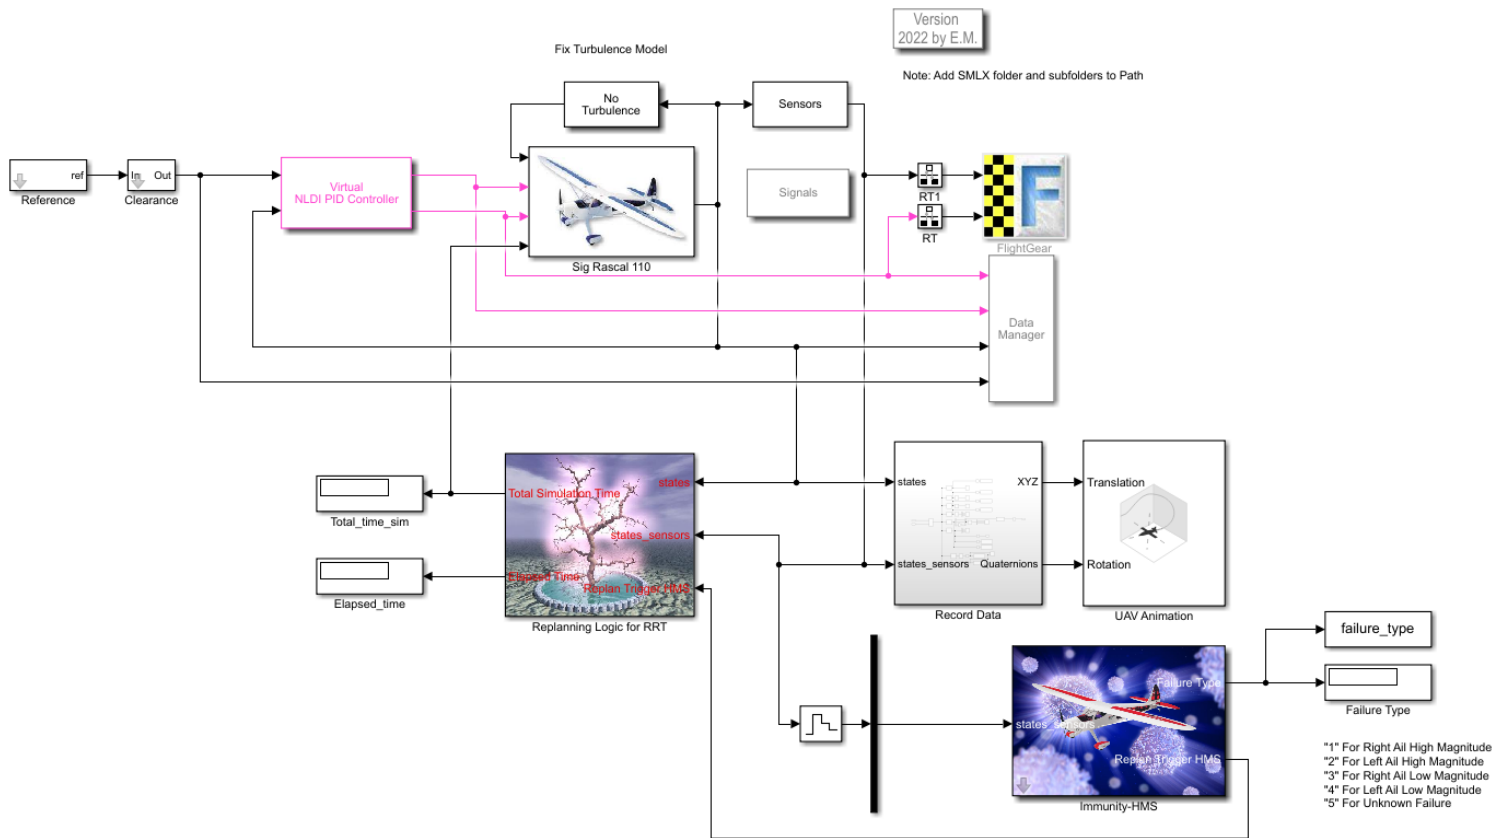 Version
2022 by E.M.
Fix Turbulence Model
Note: Add SMLX folder and subfolders to Path
No
Turbulence
Sensors
ref
Reference
In
Out
Clearance
Virtual
NLDI PID Controller
Signals
RT1
RT
FlightGear
Sig Rascal 110
Data
Manager
Total_time_sim
Elapsed_time
Total Simulation Time
Elapsed Time
states
states_sensors
Replan Trigger HMS
Replanning Logic for RRT
states
states_sensors
XYZ
Quaternions
Record Data
Translation
Rotation
UAV Animation
states_sensors
Failure Type
Replan Trigger HMS
Immunity-HMS
failure_type
Failure Type
"1" For Right Ail High Magnitude
"2" For Left Ail High Magnitude
"3" For Right Ail Low Magnitude
"4" For Left Ail Low Magnitude
"5" For Unknown Failure